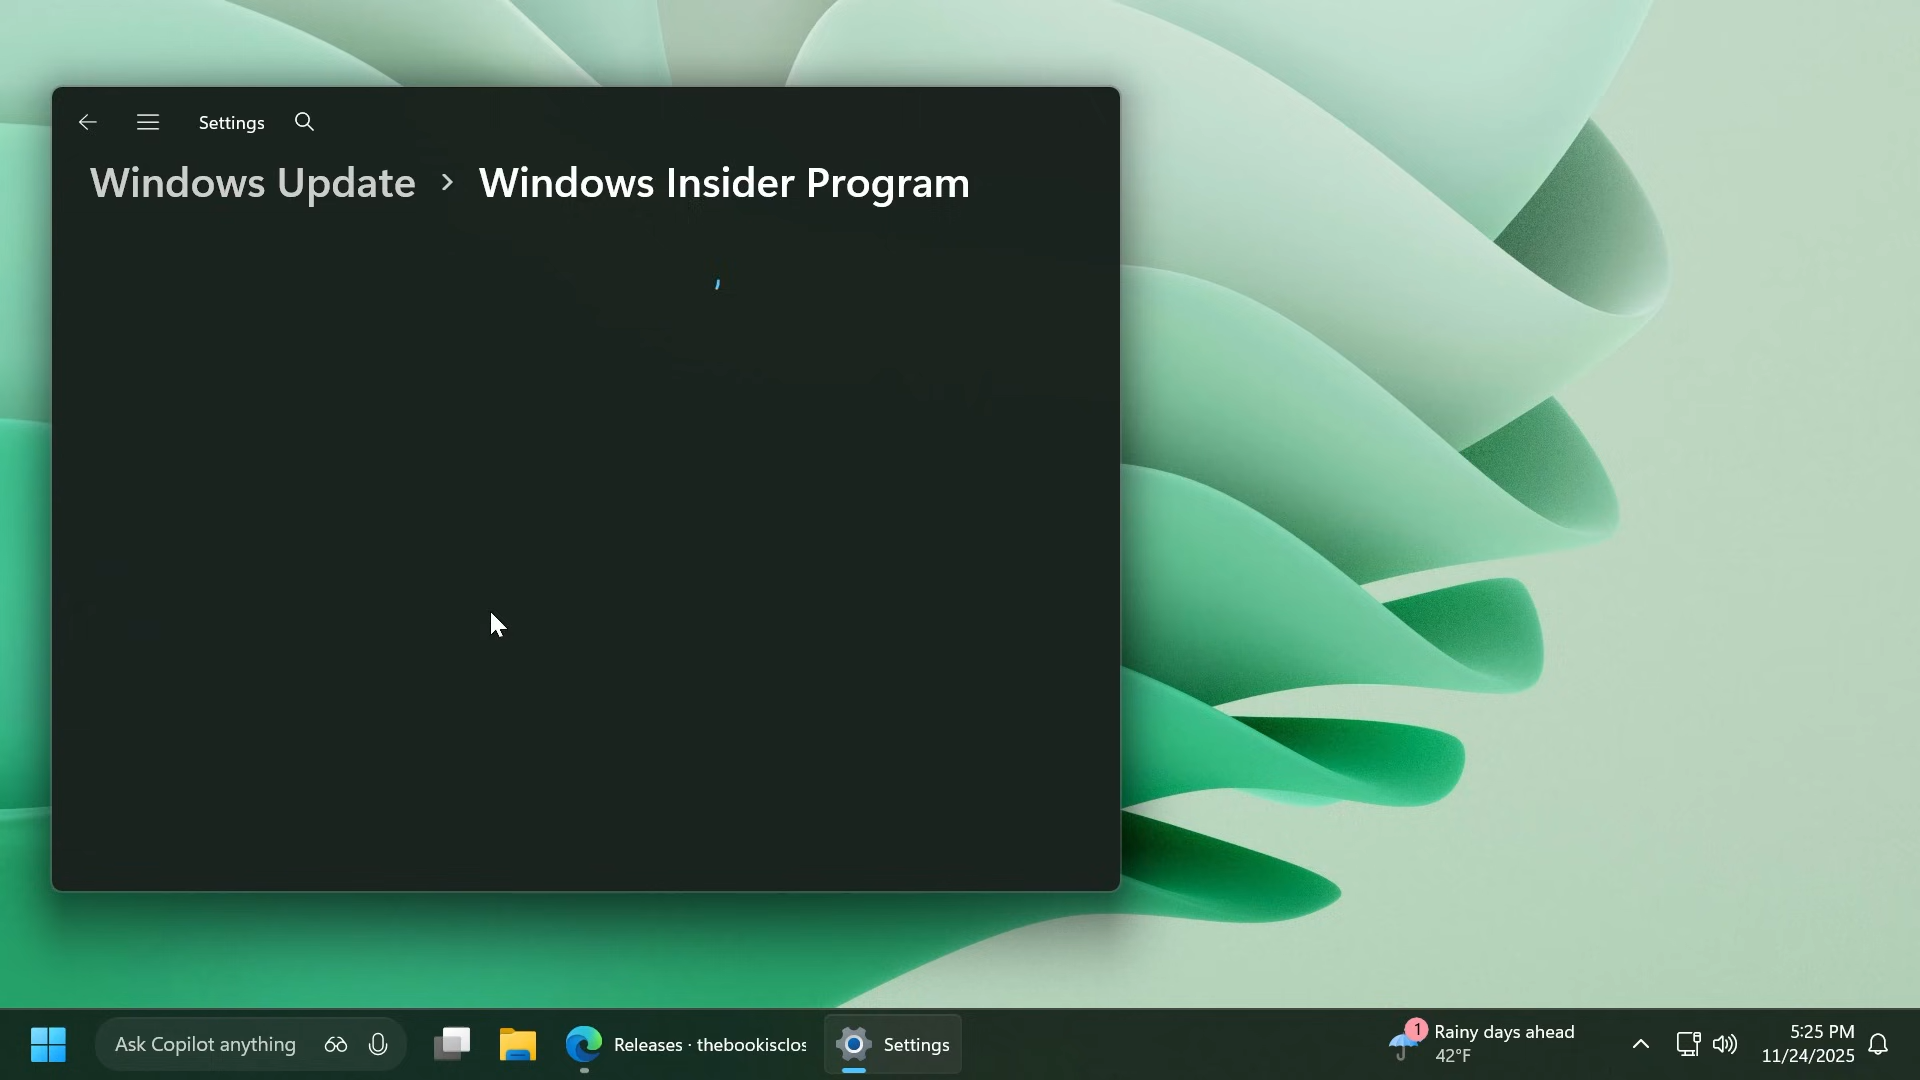 Settings
Windows Update > Windows Insider Program
Ask Copilot anything
Releases · thebookisclos
Settings
1
Rainy days ahead
42°F
5:25 PM
11/24/2025